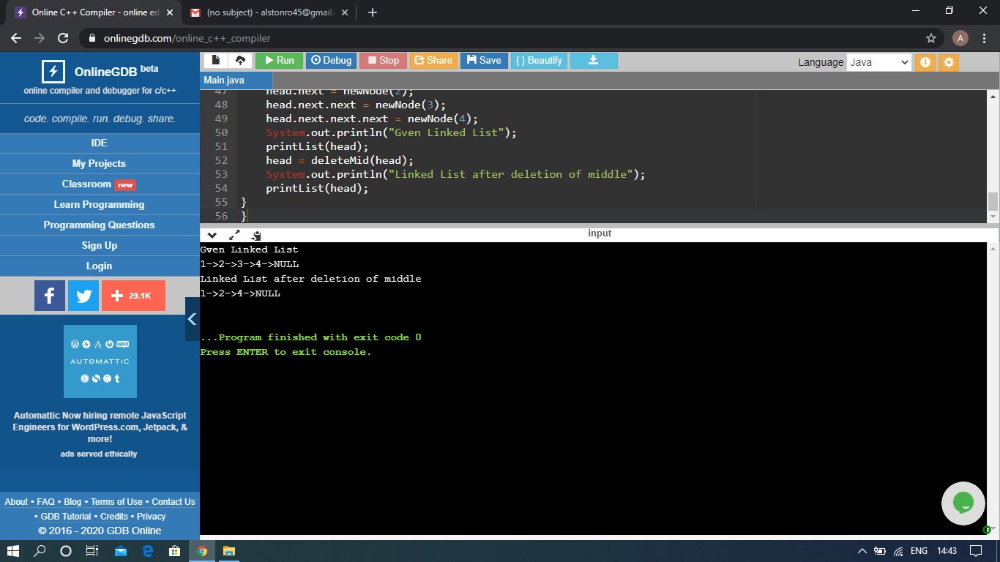 Online C++ Compiler - online ed
(no subject) - alstonro45@gmail.
onlinegdb.com/online_c++_compiler
A
OnlineGDB beta
online compiler and debugger for c/c++
code. compile. run. debug. share.
IDE
My Projects
Classroom new
Learn Programming
Programming Questions
Sign Up
Login
f
29.1K
AUTOMATTIC
Automattic Now hiring remote JavaScript
Engineers for WordPress.com, Jetpack, &
more!
ads served ethically
About • FAQ • Blog • Terms of Use • Contact Us
• GDB Tutorial • Credits • Privacy
© 2016 - 2020 GDB Online
Run Debug Stop Share Save { } Beautify
Language Java
Main.java
47 head.next = newNode(2);
48 head.next.next = newNode(3);
49 head.next.next.next = newNode(4);
50 System.out.println("Gven Linked List");
51 printList(head);
52 head = deleteMid(head);
53 System.out.println("Linked List after deletion of middle");
54 printList(head);
55 }
56 }
input
Gven Linked List
1->2->3->4->NULL
Linked List after deletion of middle
1->2->4->NULL
...Program finished with exit code 0
Press ENTER to exit console.
ENG 14:43